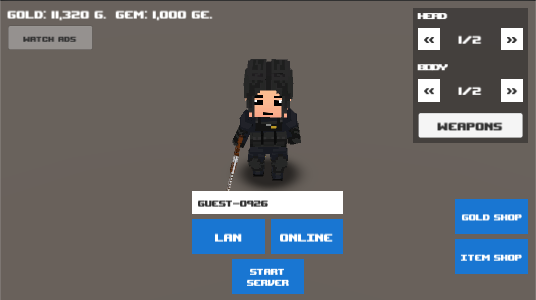 GOLD: 11,320 G.  GEM: 1,000 GE.
WATCH ADS
HEAD
« 1/2 »
BODY
« 1/2 »
WEAPONS
GUEST-0926
LAN
ONLINE
START
SERVER
GOLD SHOP
ITEM SHOP